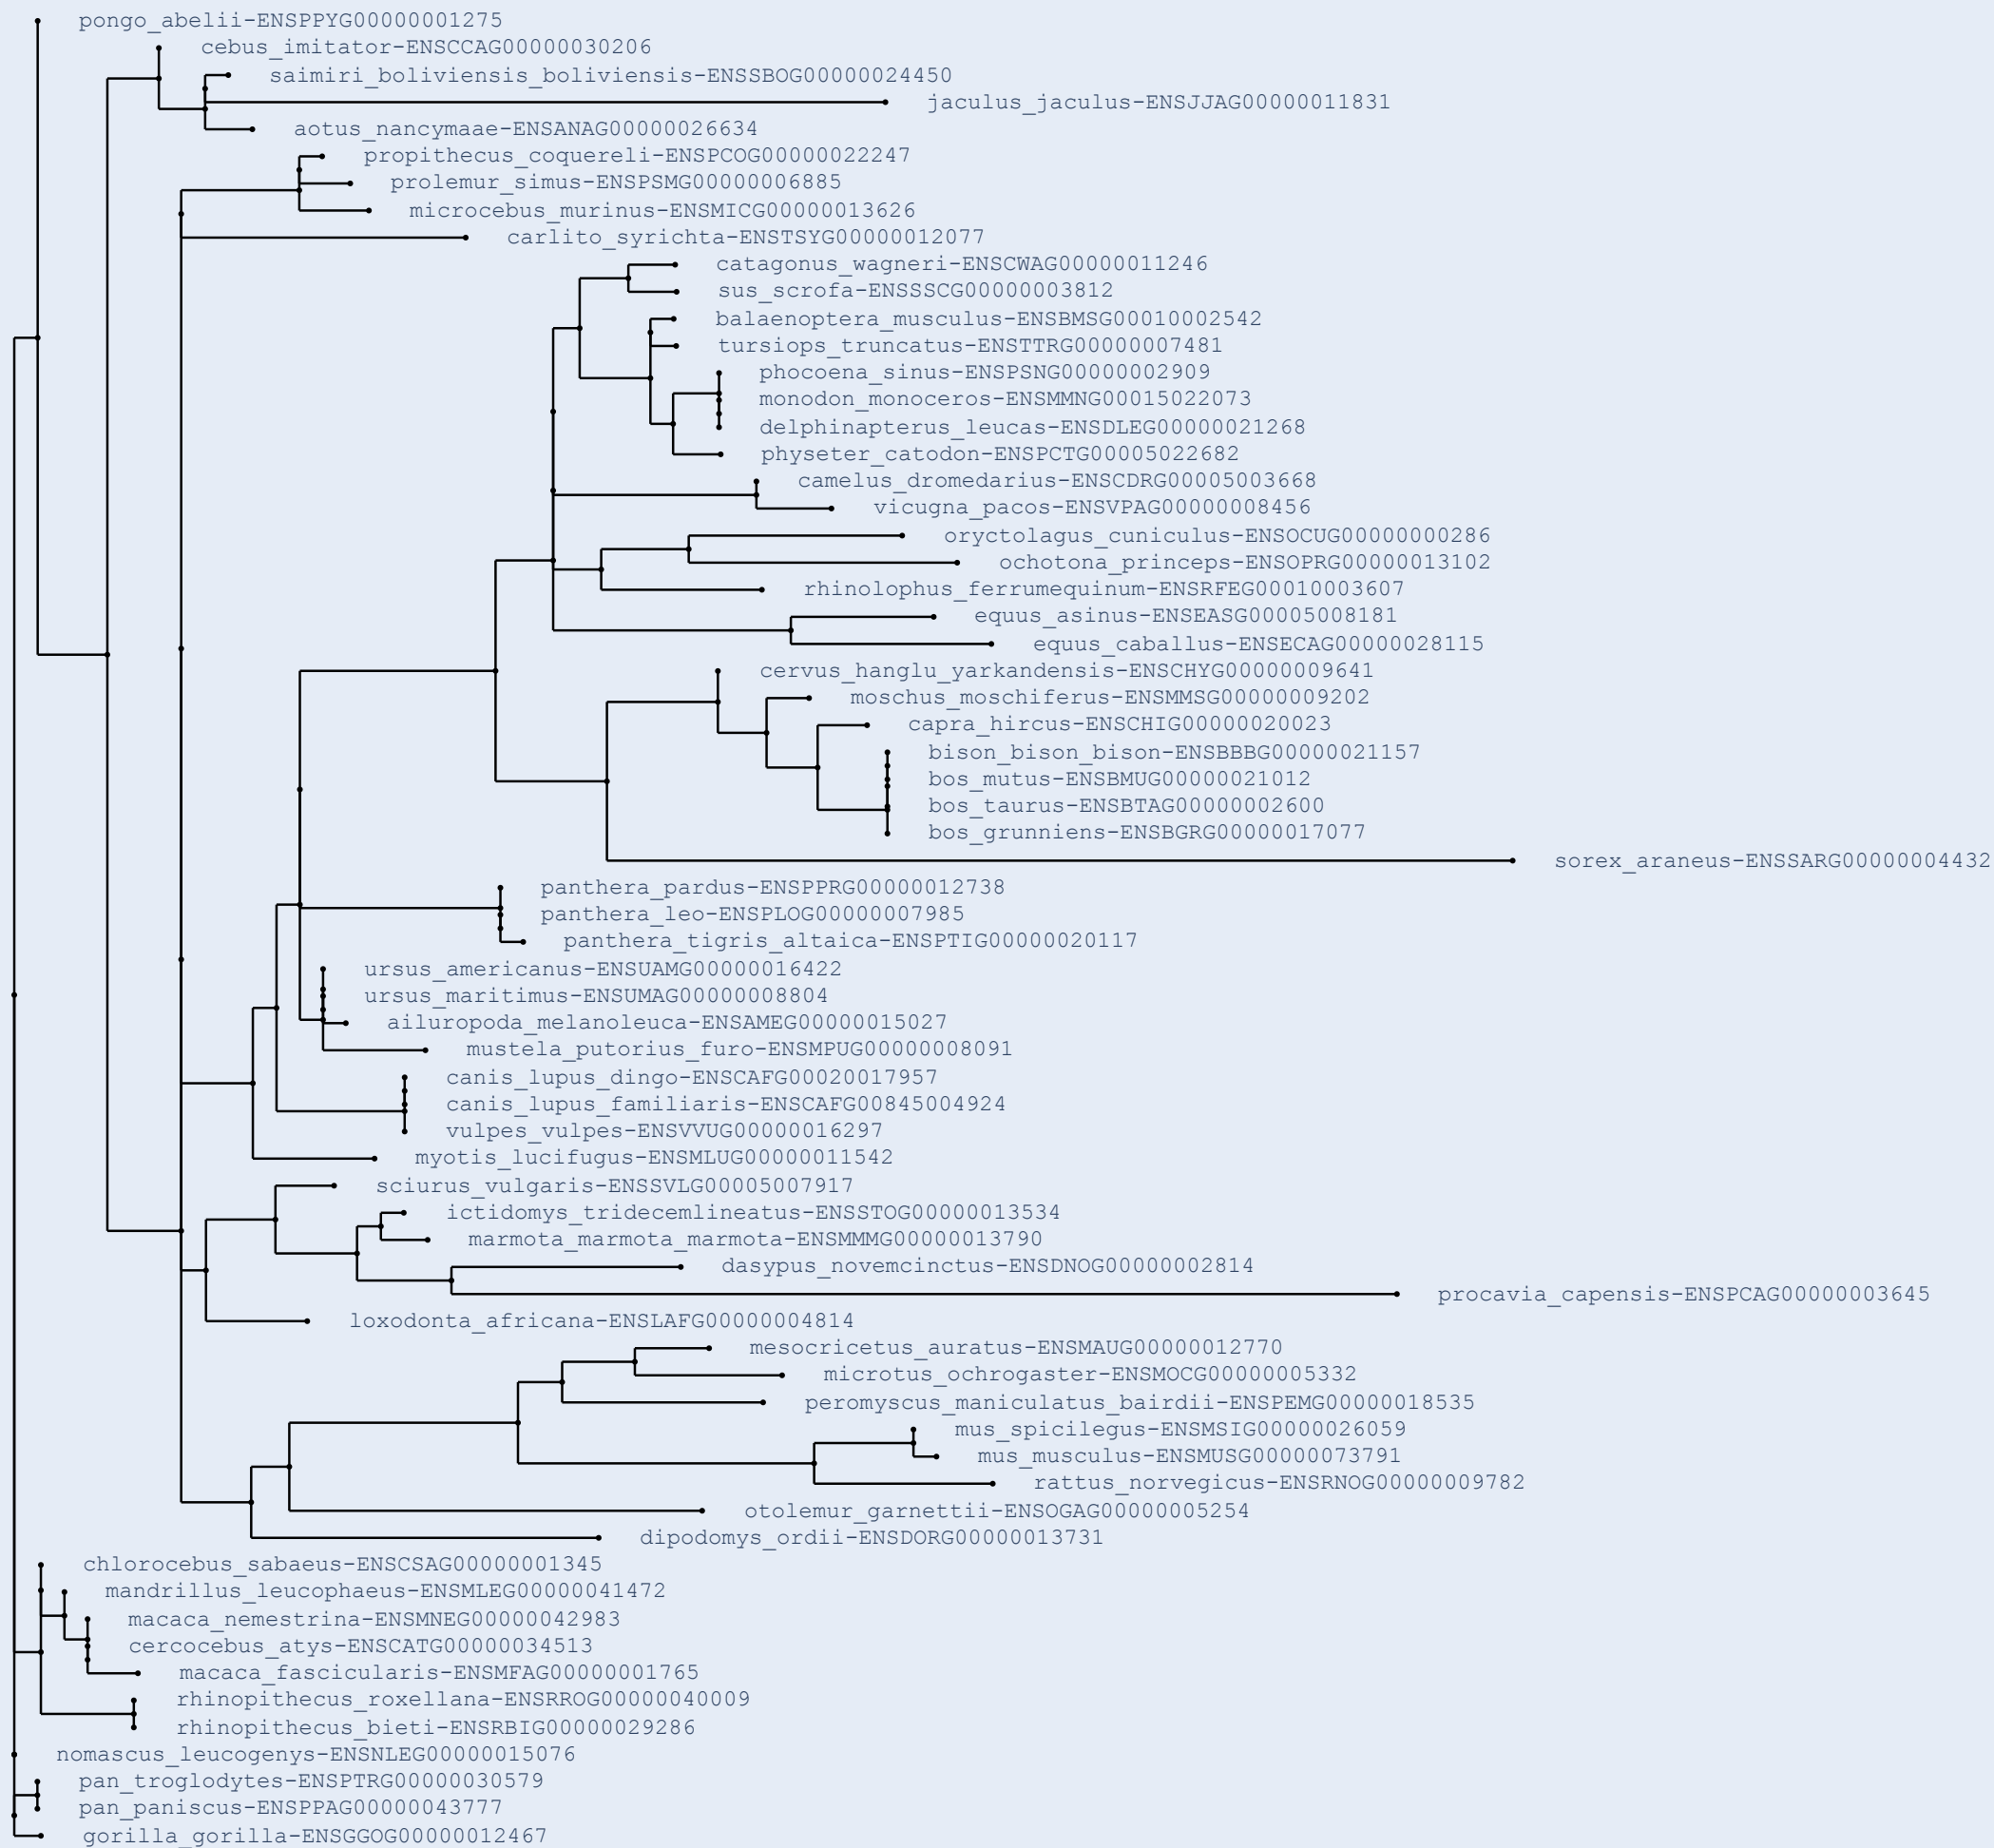 pongo_abelii-ENSPPYG00000001275
cebus_imitator-ENSCCAG00000030206
saimiri_boliviensis_boliviensis-ENSSBOG00000024450
jaculus_jaculus-ENSJJAG00000011831
aotus_nancymaae-ENSANAG00000026634
propithecus_coquereli-ENSPCOG00000022247
prolemur_simus-ENSPSMG00000006885
microcebus_murinus-ENSMICG00000013626
carlito_syrichta-ENSTSYG00000012077
catagonus_wagneri-ENSCWAG00000011246
sus_scrofa-ENSSSCG00000003812
balaenoptera_musculus-ENSBMSG00010002542
tursiops_truncatus-ENSTTRG00000007481
phocoena_sinus-ENSPSNG00000002909
monodon_monoceros-ENSMMNG00015022073
delphinapterus_leucas-ENSDLEG00000021268
physeter_catodon-ENSPCTG00005022682
camelus_dromedarius-ENSCDRG00005003668
vicugna_pacos-ENSVPAG00000008456
oryctolagus_cuniculus-ENSOCUG00000000286
ochotona_princeps-ENSOPRG00000013102
rhinolophus_ferrumequinum-ENSRFEG00010003607
equus_asinus-ENSEASG00005008181
equus_caballus-ENSECAG00000028115
cervus_hanglu_yarkandensis-ENSCHYG00000009641
moschus_moschiferus-ENSMMSG00000009202
capra_hircus-ENSCHIG00000020023
bison_bison_bison-ENSBBBG00000021157
bos_mutus-ENSBMUG00000021012
bos_taurus-ENSBTAG00000002600
bos_grunniens-ENSBGRG00000017077
sorex_araneus-ENSSARG00000004432
panthera_pardus-ENSPPRG00000012738
panthera_leo-ENSPLOG00000007985
panthera_tigris_altaica-ENSPTIG00000020117
ursus_americanus-ENSUAMG00000016422
ursus_maritimus-ENSUMAG00000008804
ailuropoda_melanoleuca-ENSAMEG00000015027
mustela_putorius_furo-ENSMPUG00000008091
canis_lupus_dingo-ENSCAFG00020017957
canis_lupus_familiaris-ENSCAFG00845004924
vulpes_vulpes-ENSVVUG00000016297
myotis_lucifugus-ENSMLUG00000011542
sciurus_vulgaris-ENSSVLG00005007917
ictidomys_tridecemlineatus-ENSSTOG00000013534
marmota_marmota_marmota-ENSMMMG00000013790
dasypus_novemcinctus-ENSDNOG00000002814
procavia_capensis-ENSPCAG00000003645
loxodonta_africana-ENSLAFG00000004814
mesocricetus_auratus-ENSMAUG00000012770
microtus_ochrogaster-ENSMOCG00000005332
peromyscus_maniculatus_bairdii-ENSPEMG00000018535
mus_spicilegus-ENSMSIG00000026059
mus_musculus-ENSMUSG00000073791
rattus_norvegicus-ENSRNOG00000009782
otolemur_garnettii-ENSOGAG00000005254
dipodomys_ordii-ENSDORG00000013731
chlorocebus_sabaeus-ENSCSAG00000001345
mandrillus_leucophaeus-ENSMLEG00000041472
macaca_nemestrina-ENSMNEG00000042983
cercocebus_atys-ENSCATG00000034513
macaca_fascicularis-ENSMFAG00000001765
rhinopithecus_roxellana-ENSRROG00000040009
rhinopithecus_bieti-ENSRBIG00000029286
nomascus_leucogenys-ENSNLEG00000015076
pan_troglodytes-ENSPTRG00000030579
pan_paniscus-ENSPPAG00000043777
gorilla_gorilla-ENSGGOG00000012467